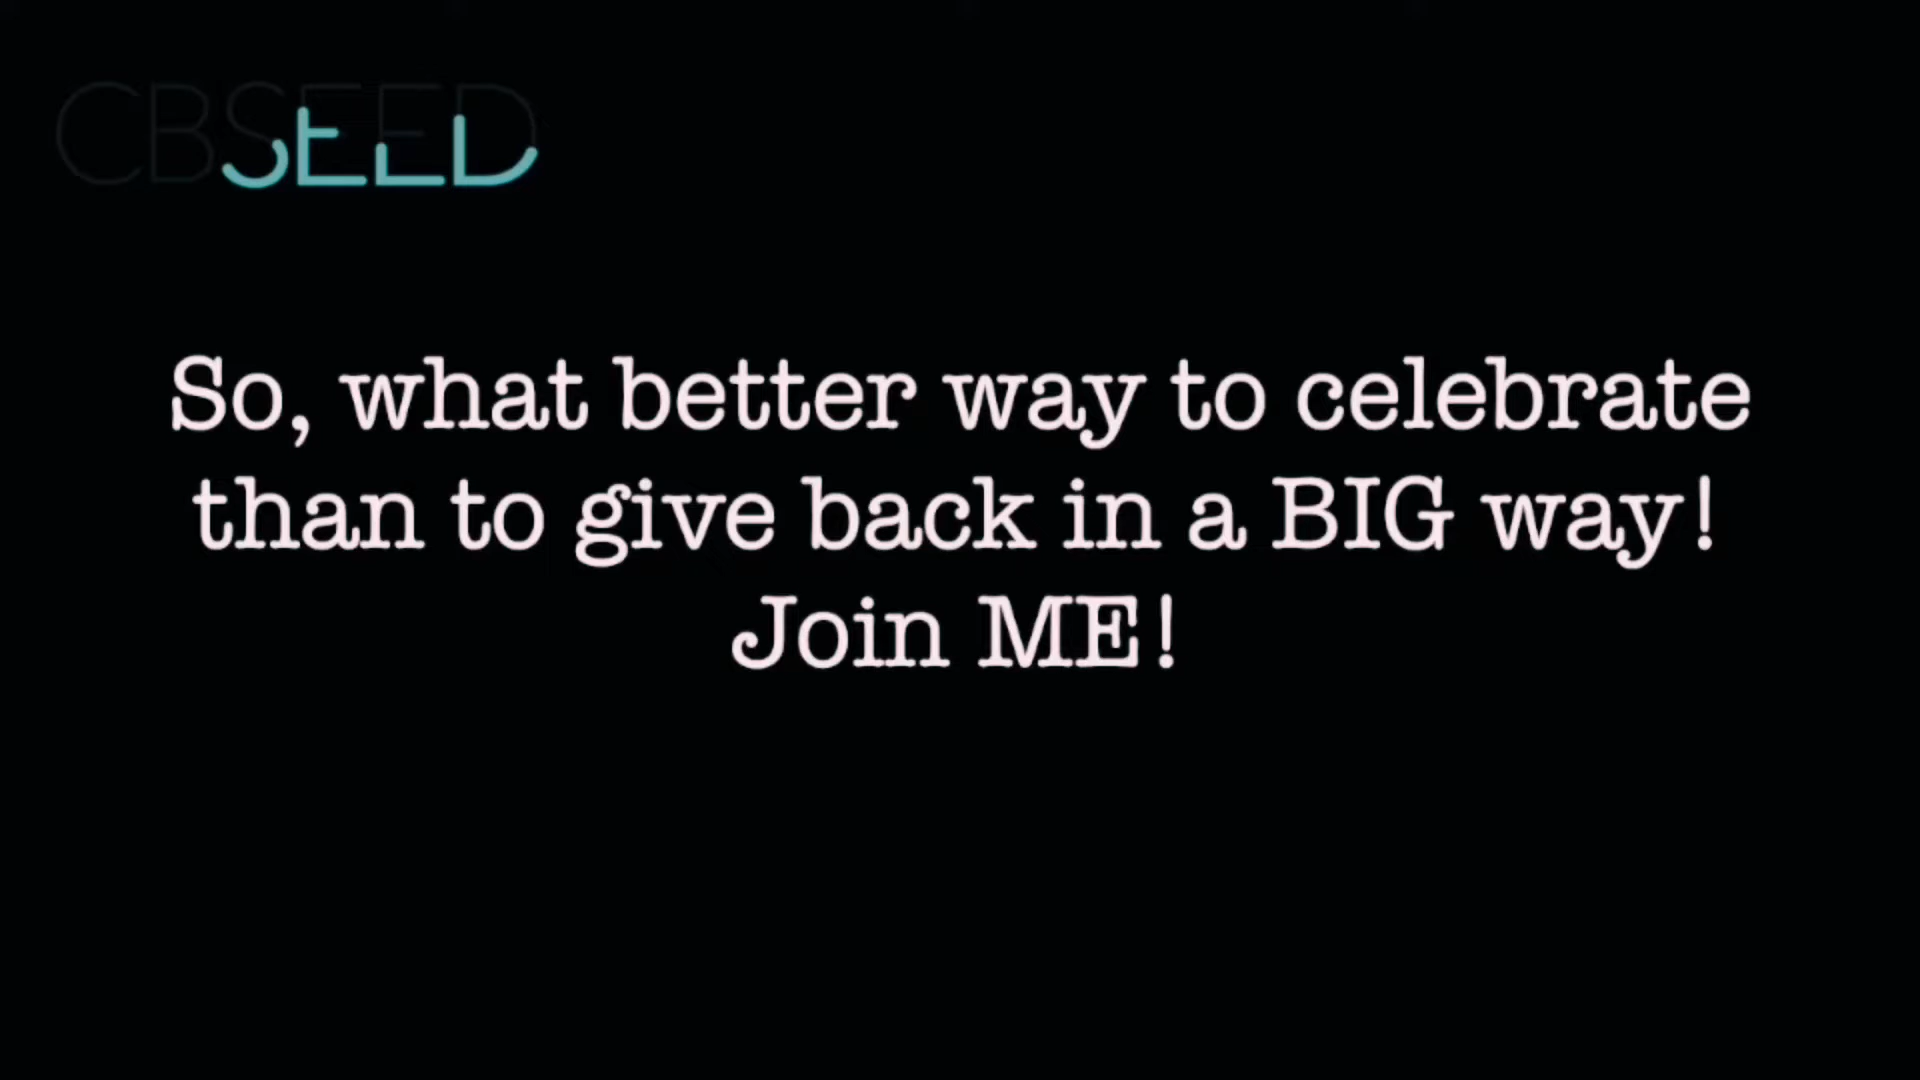 CBSEED
So, what better way to celebrate
than to give back in a BIG way!
Join ME!